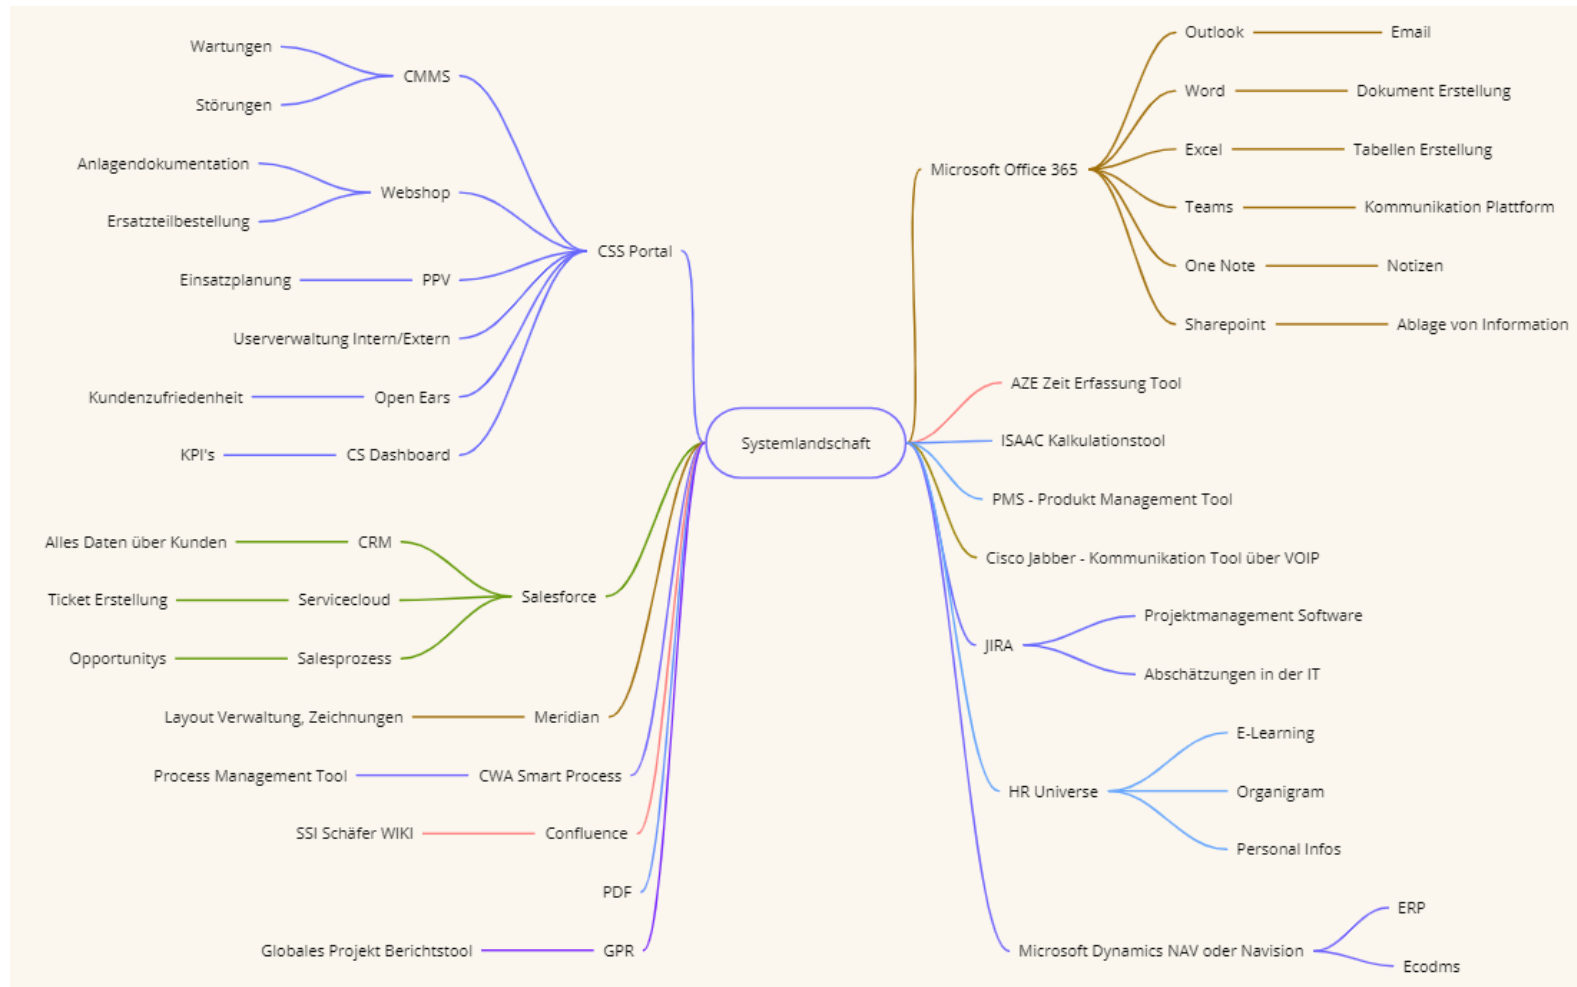 Systemlandschaft
CSS Portal
CMMS
Wartungen
Störungen
Webshop
Anlagendokumentation
Ersatzteilbestellung
PPV
Einsatzplanung
Userverwaltung Intern/Extern
Open Ears
Kundenzufriedenheit
CS Dashboard
KPI's
Salesforce
CRM
Alles Daten über Kunden
Servicecloud
Ticket Erstellung
Salesprozess
Opportunitys
Meridian
Layout Verwaltung, Zeichnungen
CWA Smart Process
Process Management Tool
Confluence
SSI Schäfer WIKI
PDF
GPR
Globales Projekt Berichtstool
Microsoft Office 365
Outlook
Email
Word
Dokument Erstellung
Excel
Tabellen Erstellung
Teams
Kommunikation Plattform
One Note
Notizen
Sharepoint
Ablage von Information
AZE Zeit Erfassung Tool
ISAAC Kalkulationstool
PMS - Produkt Management Tool
Cisco Jabber - Kommunikation Tool über VOIP
JIRA
Projektmanagement Software
Abschätzungen in der IT
HR Universe
E-Learning
Organigram
Personal Infos
Microsoft Dynamics NAV oder Navision
ERP
Ecodms